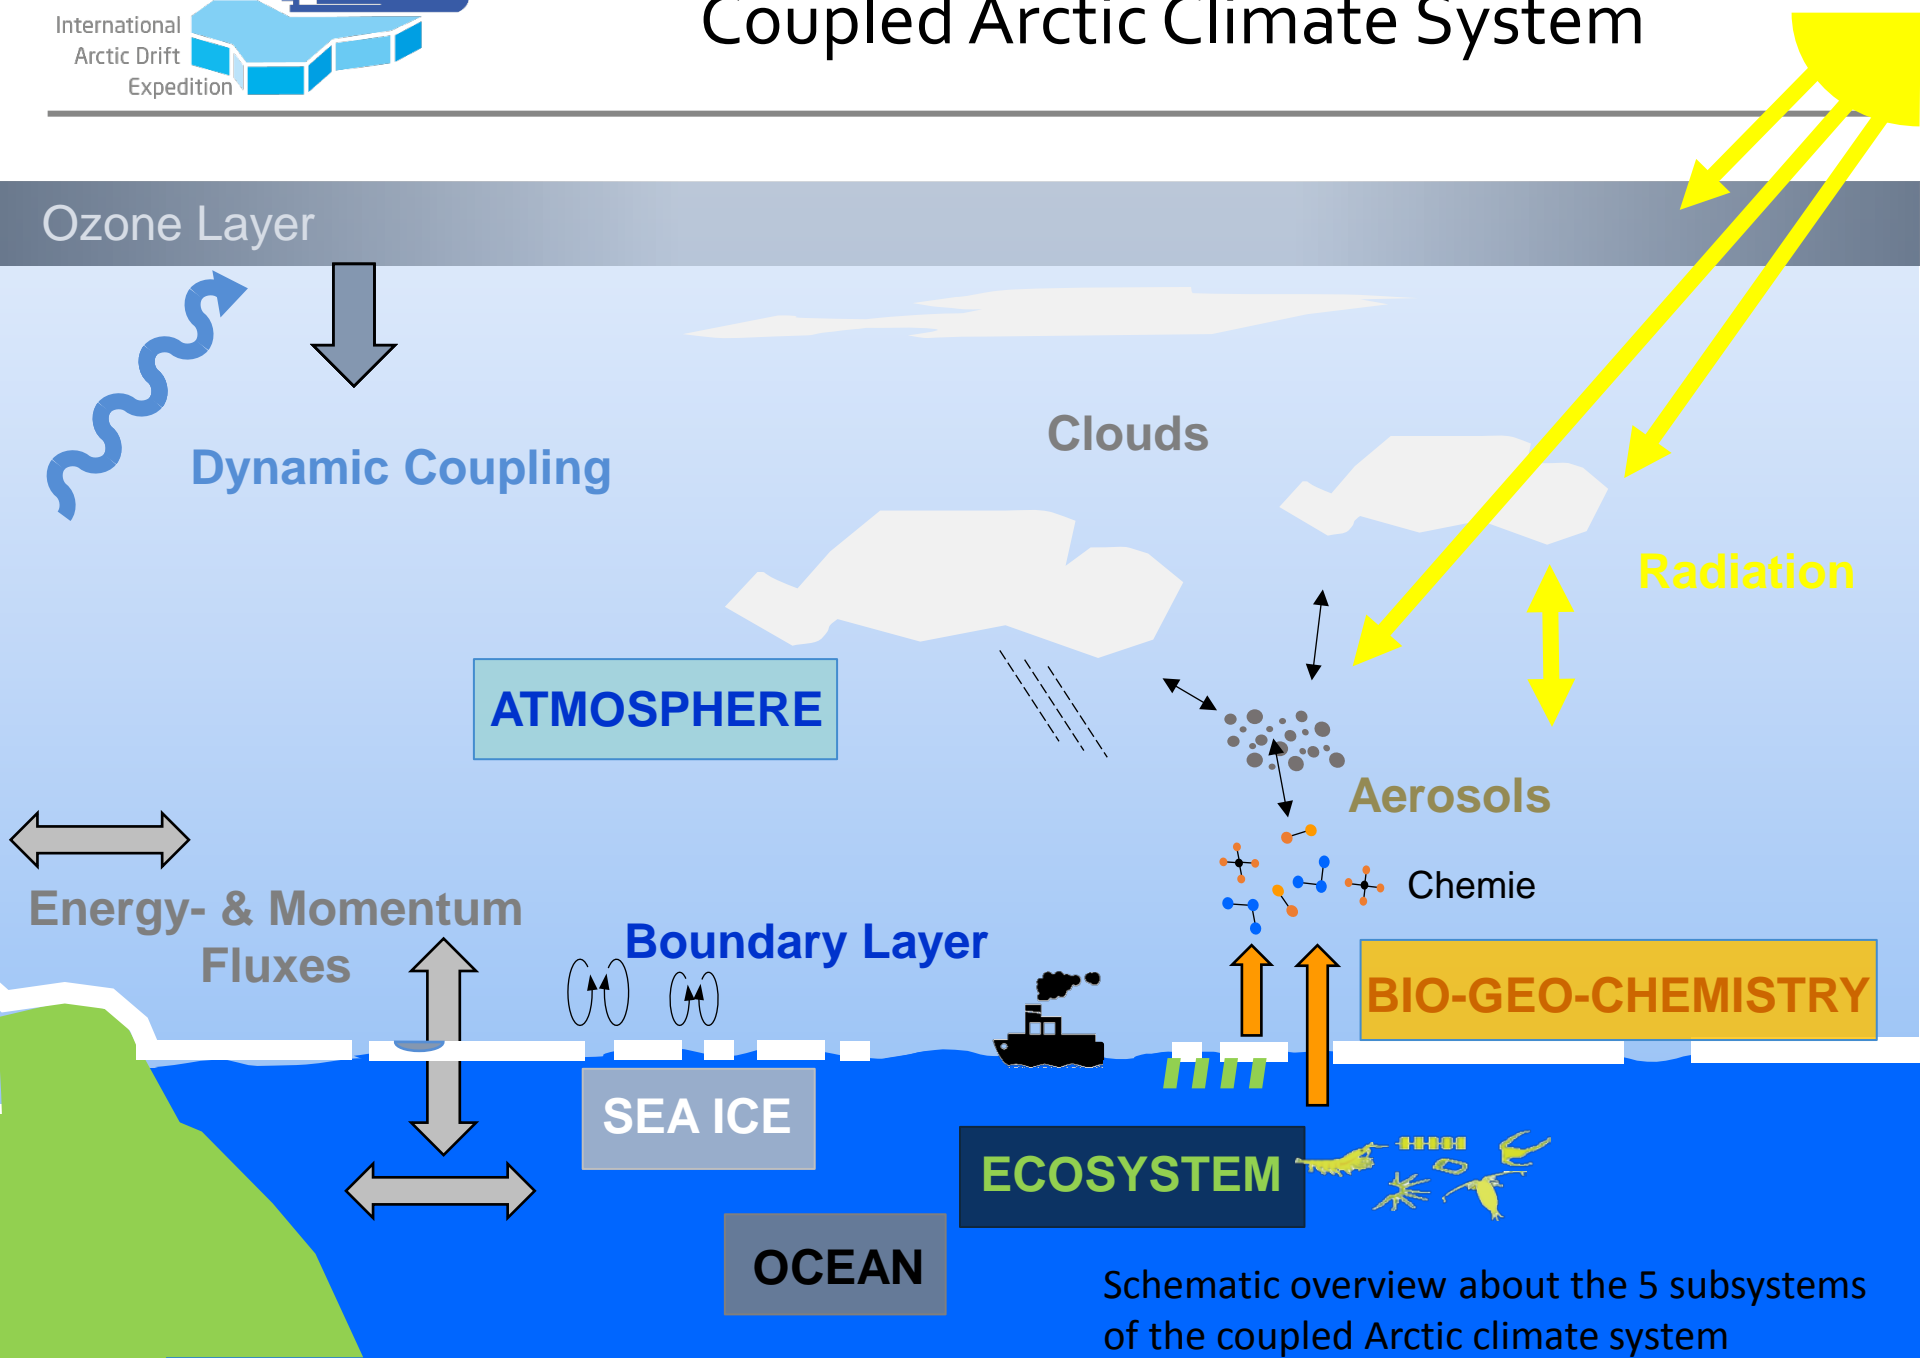 International
Arctic Drift
Expedition
Coupled Arctic Climate System
Ozone Layer
Dynamic Coupling
Clouds
Radiation
ATMOSPHERE
Aerosols
Chemie
Energy- & Momentum
Fluxes
Boundary Layer
BIO-GEO-CHEMISTRY
SEA ICE
ECOSYSTEM
OCEAN
Schematic overview about the 5 subsystems
of the coupled Arctic climate system